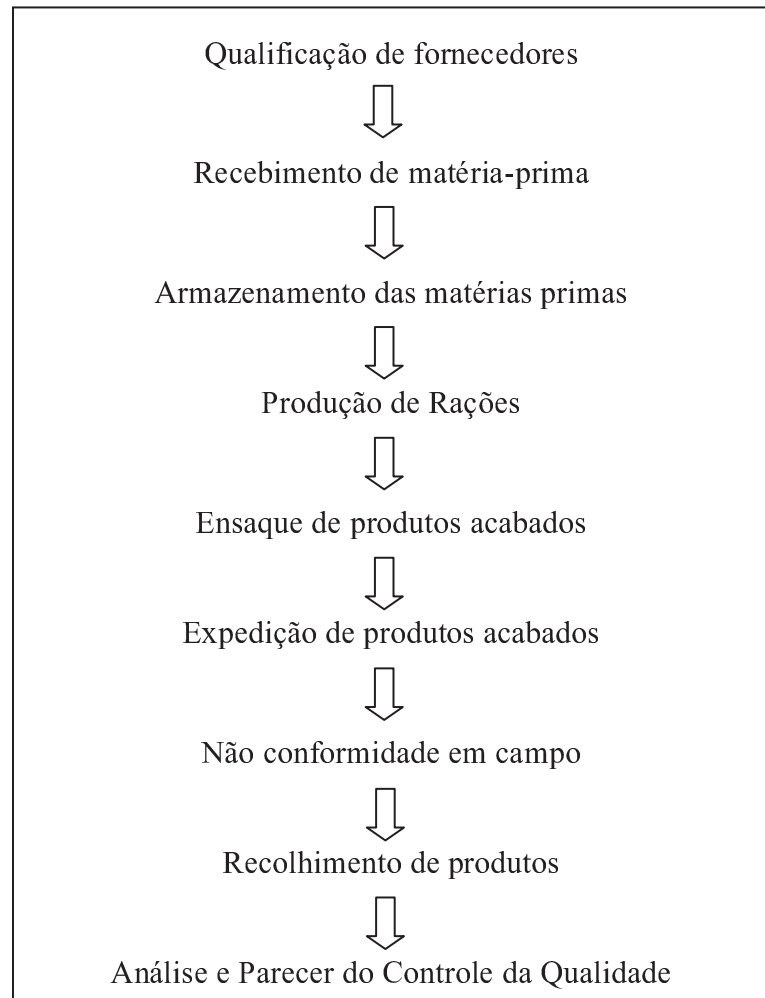 Qualificação de fornecedores
Recebimento de matéria-prima
Armazenamento das matérias primas
Produção de Rações
Ensaque de produtos acabados
Expedição de produtos acabados
Não conformidade em campo
Recolhimento de produtos
Análise e Parecer do Controle da Qualidade